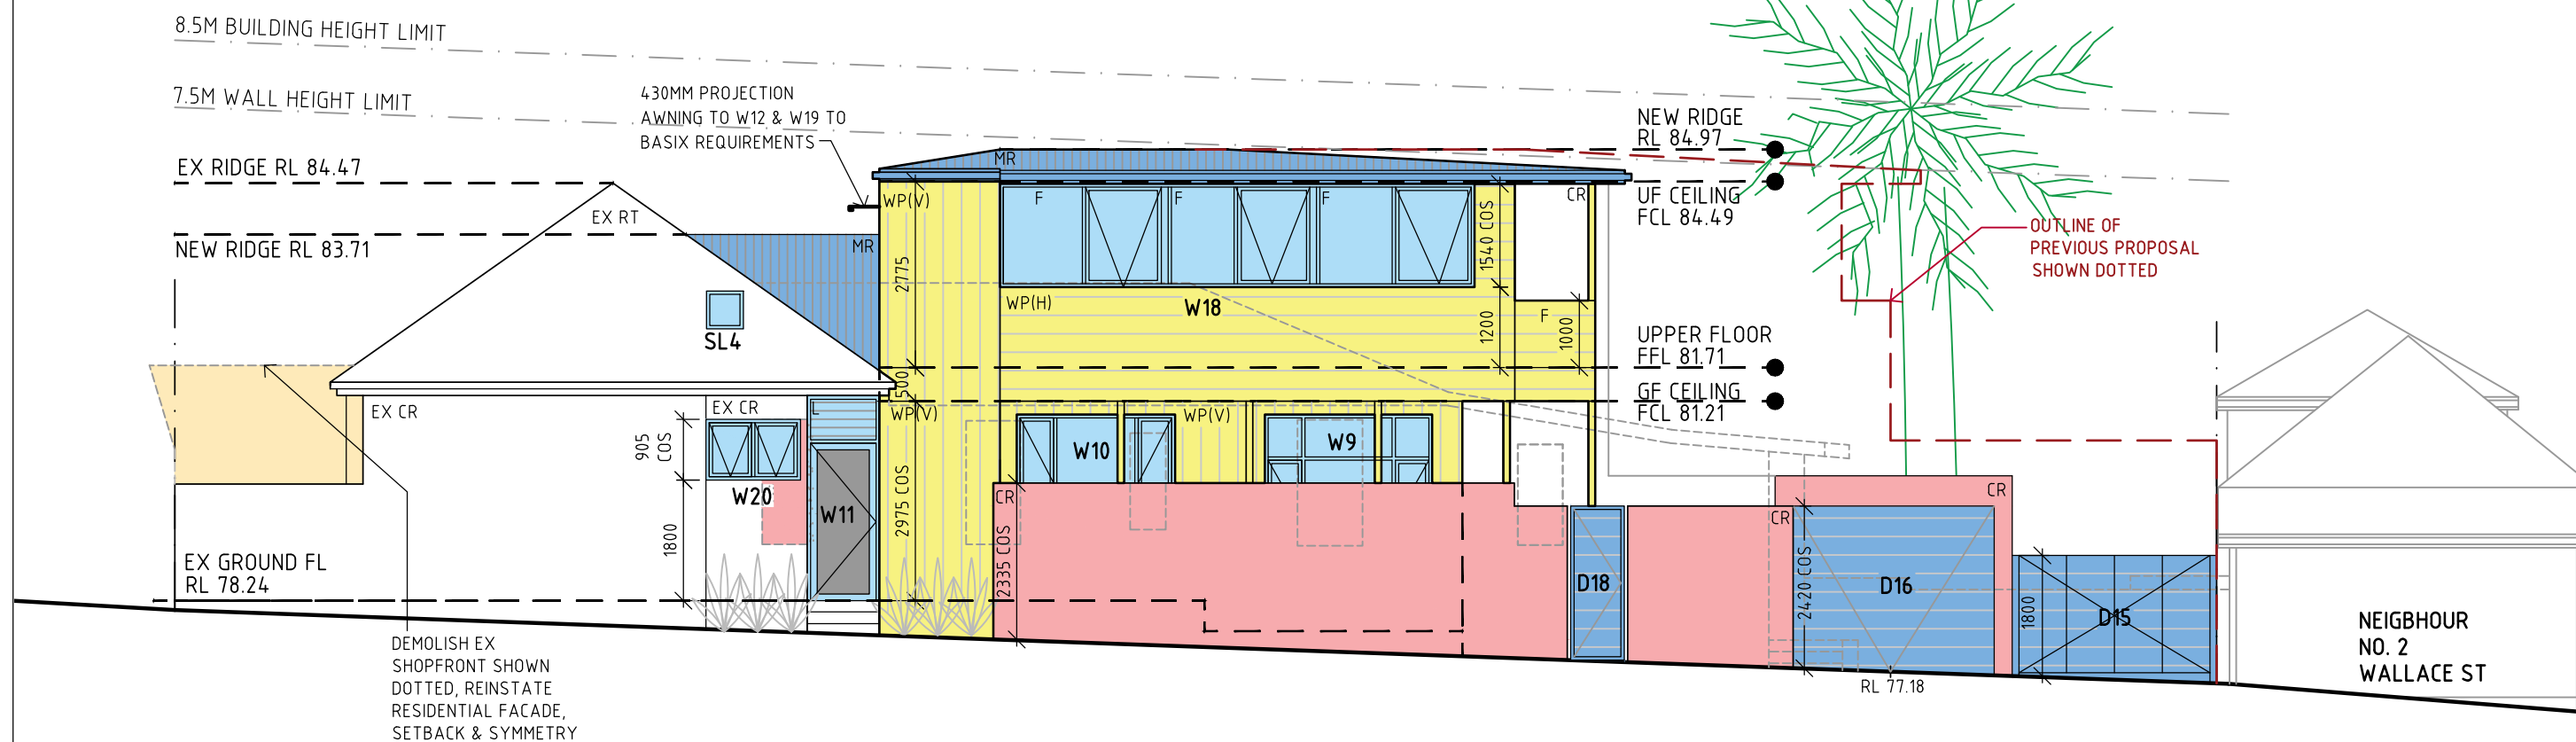 8.5M BUILDING HEIGHT LIMIT
7.5M WALL HEIGHT LIMIT
430MM PROJECTION
AWNING TO W12 & W19 TO
BASIX REQUIREMENTS
EX RIDGE RL 84.47
NEW RIDGE RL 83.71
EX RT
MR
MR
NEW RIDGE
RL 84.97
UF CEILING
FCL 84.49
OUTLINE OF
PREVIOUS PROPOSAL
SHOWN DOTTED
WP(V)
F
F
F
CR
2775
1540 COS
WP(H)
W18
1200
F
1000
SL4
UPPER FLOOR
FFL 81.71
GF CEILING
FCL 81.21
500
EX CR
EX CR
L
WP(V)
WP(V)
905
COS
W20
1800
W11
2975 COS
W10
W9
CR
2335 COS
CR
CR
D18
2420 COS
D16
1800
D15
EX GROUND FL
RL 78.24
RL 77.18
NEIGBHOUR
NO. 2
WALLACE ST
DEMOLISH EX
SHOPFRONT SHOWN
DOTTED, REINSTATE
RESIDENTIAL FACADE,
SETBACK & SYMMETRY